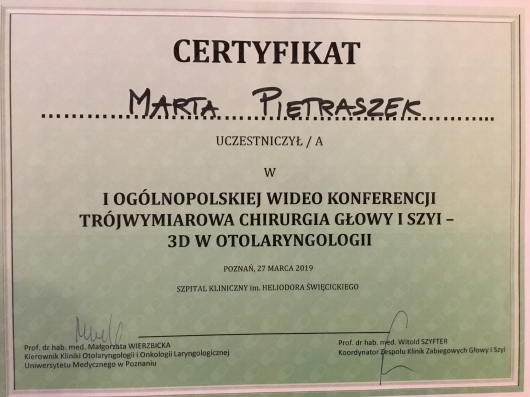 CERTYFIKAT
MARTA PIETRASZEK
UCZESTNICZYŁ / A
W
I OGÓLNOPOLSKIEJ WIDEO KONFERENCJI
TRÓJWYMIAROWA CHIRURGIA GŁOWY I SZYI –
3D W OTOLARYNGOLOGII
POZNAŃ, 27 MARCA 2019
SZPITAL KLINICZNY im. HELIODORA ŚWIĘCICKIEGO
Prof. dr hab. med. Małgorzata WIERZBICKA
Kierownik Kliniki Otolaryngologii i Onkologii Laryngologicznej
Uniwersytetu Medycznego w Poznaniu
Prof. dr hab. med. Witold SZYFTER
Koordynator Zespołu Klinik Zabiegowych Głowy i Szyi